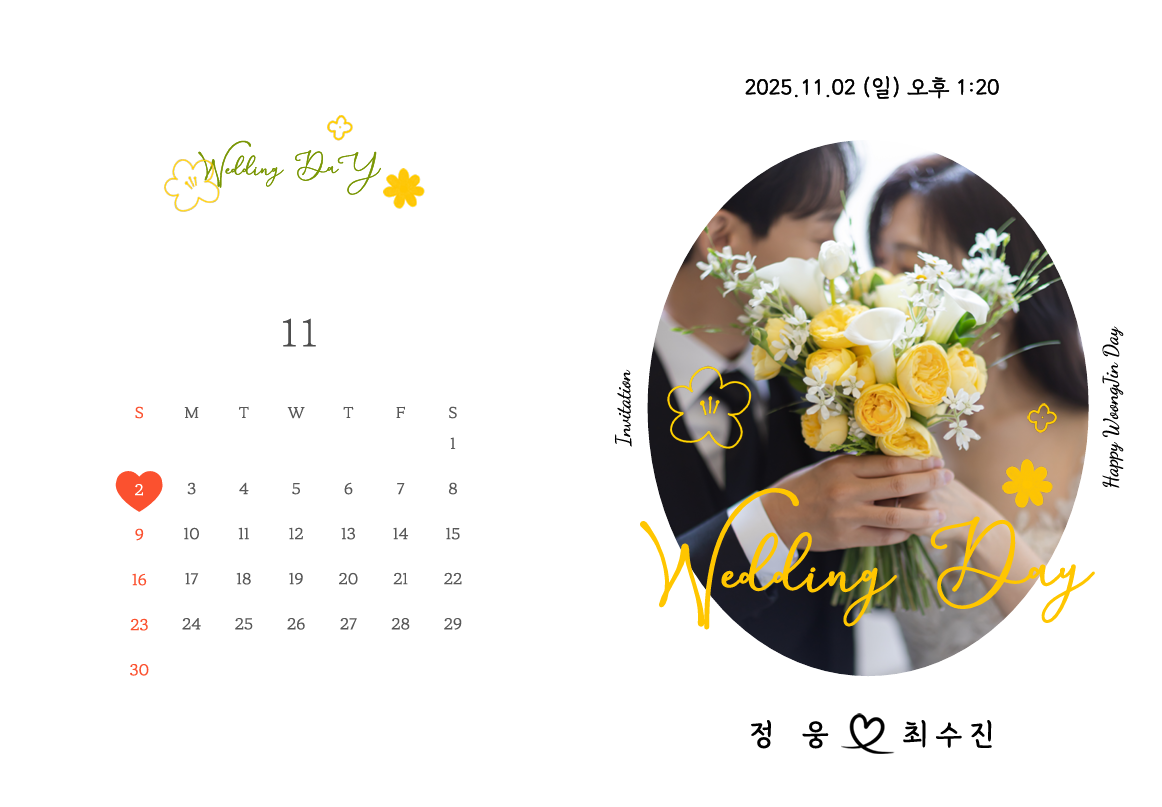 Wedding DaY
11
S M T W T F S
1
2 3 4 5 6 7 8
9 10 11 12 13 14 15
16 17 18 19 20 21 22
23 24 25 26 27 28 29
30
2025.11.02 (일) 오후 1:20
Invitation
Happy WoongJin Day
Wedding Day
정 웅 최수진